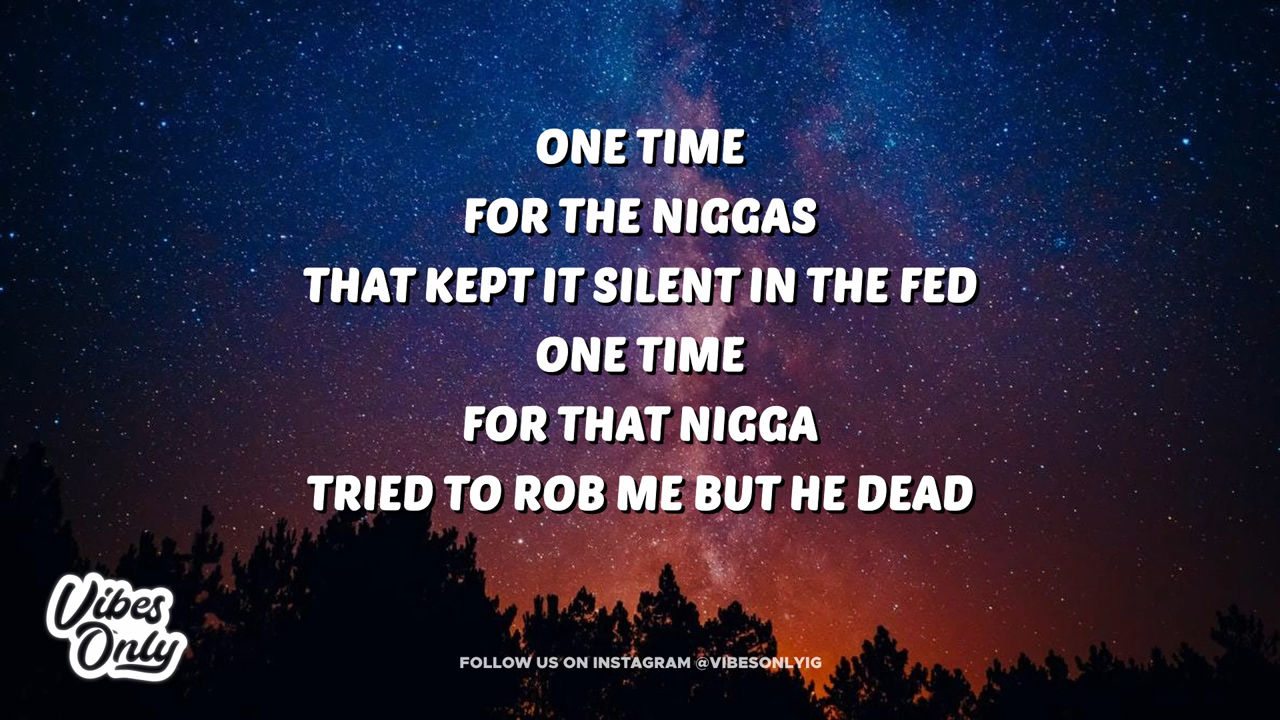 ONE TIME
FOR THE NIGGAS
THAT KEPT IT SILENT IN THE FED
ONE TIME
FOR THAT NIGGA
TRIED TO ROB ME BUT HE DEAD
Vibes
Only
FOLLOW US ON INSTAGRAM @VIBESONLYIG